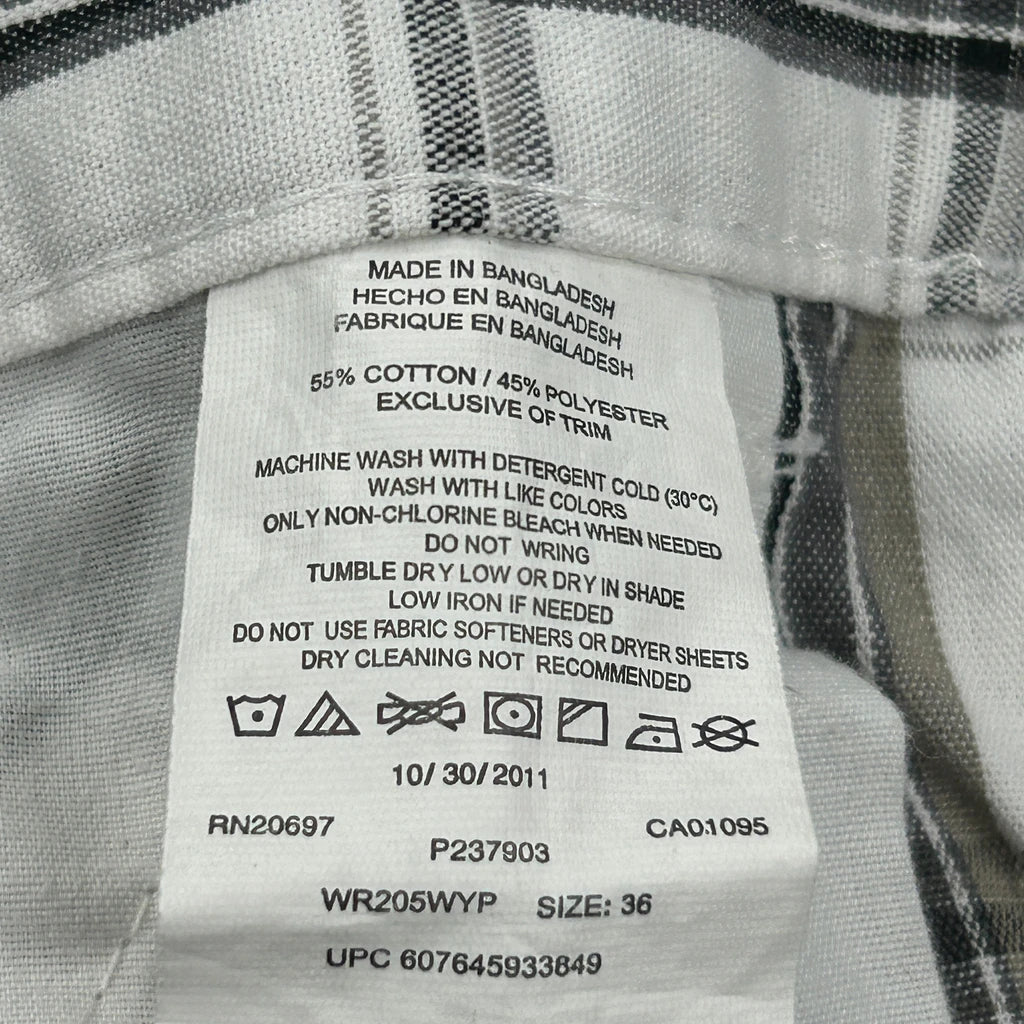 MADE IN BANGLADESH
HECHO EN BANGLADESH
FABRIQUE EN BANGLADESH
55% COTTON / 45% POLYESTER
EXCLUSIVE OF TRIM
MACHINE WASH WITH DETERGENT COLD (30°C)
WASH WITH LIKE COLORS
ONLY NON-CHLORINE BLEACH WHEN NEEDED
DO NOT WRING
TUMBLE DRY LOW OR DRY IN SHADE
LOW IRON IF NEEDED
DO NOT USE FABRIC SOFTENERS OR DRYER SHEETS
DRY CLEANING NOT RECOMMENDED
10/30/2011
RN20697 CA01095
P237903
WR205WYP SIZE: 36
UPC 607645933849